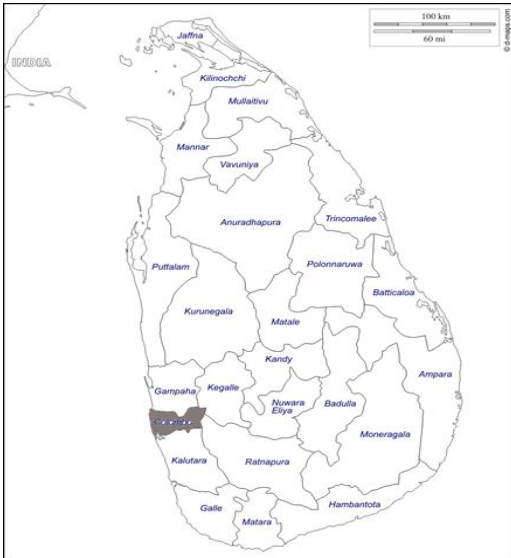 100 km
60 mi
© d-maps.com
Jaffna
INDIA
Kilinochchi
Mullaitivu
Mannar
Vavuniya
Trincomalee
Anuradhapura
Polonnaruwa
Puttalam
Batticaloa
Kurunegala
Matale
Kandy
Ampara
Gampaha
Kegalle
Nuwara
Eliya
Badulla
Colombo
Moneragala
Kalutara
Ratnapura
Hambantota
Galle
Matara